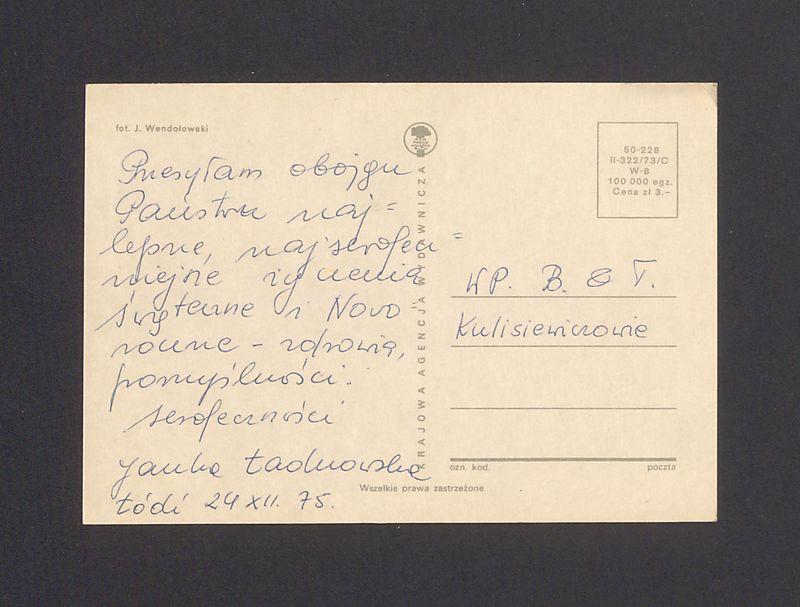 fot. J. Wendołowski
Przesyłam obojgu
Państwu naj=
lepsze, najserdecz=
niejsze życzenia
świąteczne i Nowo=
roczne – zdrowia,
pomyślności.
serdeczności
Janka Ładnowska
Łódź 24 XII. 75.
KRAJOWA AGENCJA WYDAWNICZA
50-228
II-322/73/C
W-8
100 000 egz.
Cena zł 3.–
WP. B. & T.
Kulisiewiczowie
ozn. kod.
poczta
Wszelkie prawa zastrzeżone